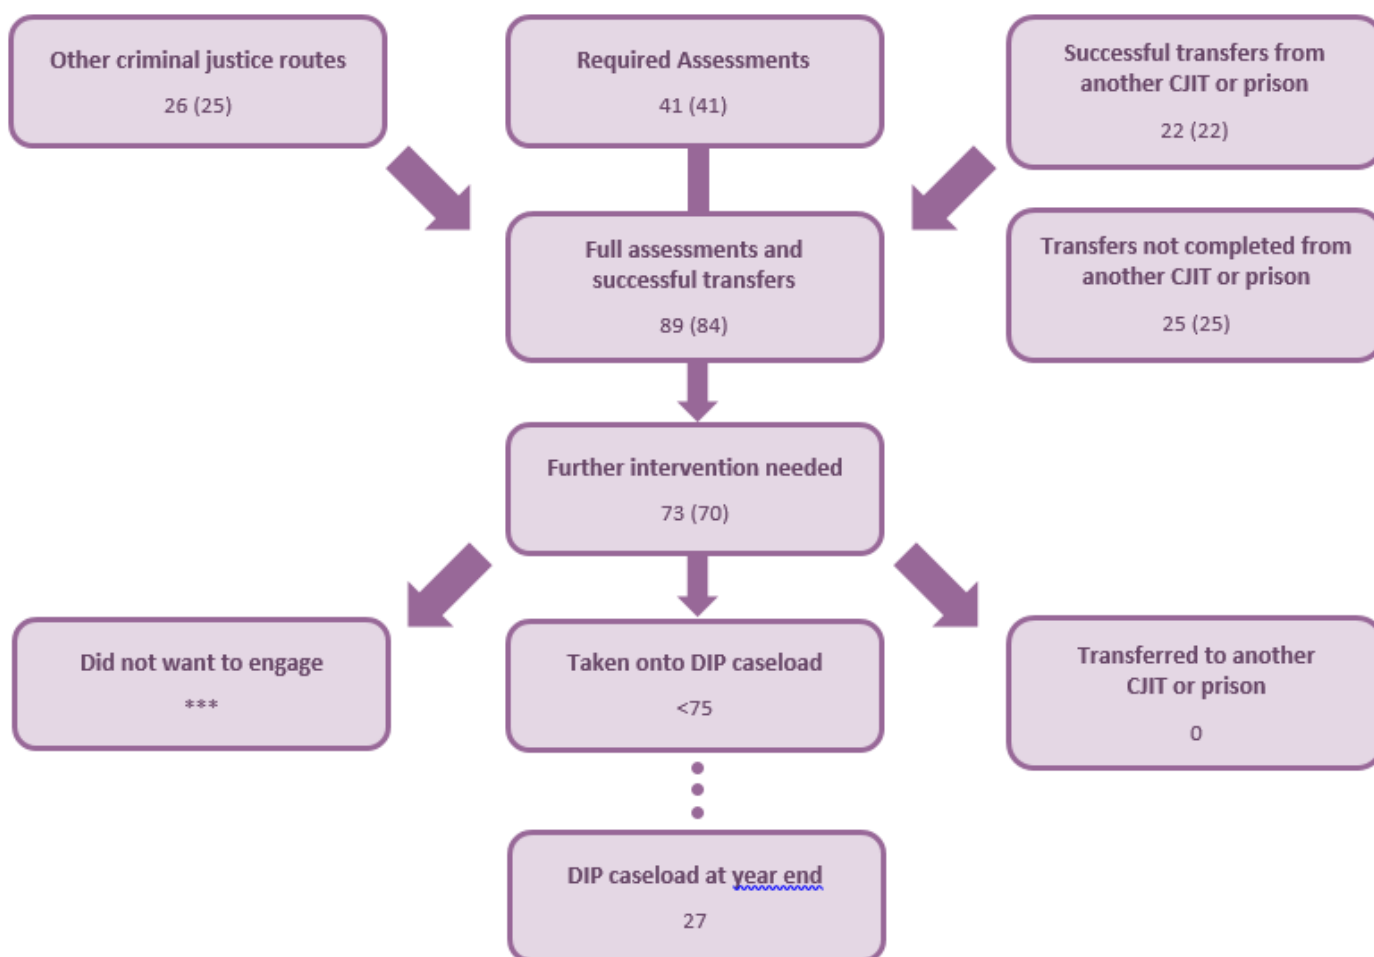 Other criminal justice routes
26 (25)
Required Assessments
41 (41)
Successful transfers from
another CJIT or prison
22 (22)
Full assessments and
successful transfers
89 (84)
Transfers not completed from
another CJIT or prison
25 (25)
Further intervention needed
73 (70)
Did not want to engage
***
Taken onto DIP caseload
<75
Transferred to another
CJIT or prison
0
DIP caseload at year end
27